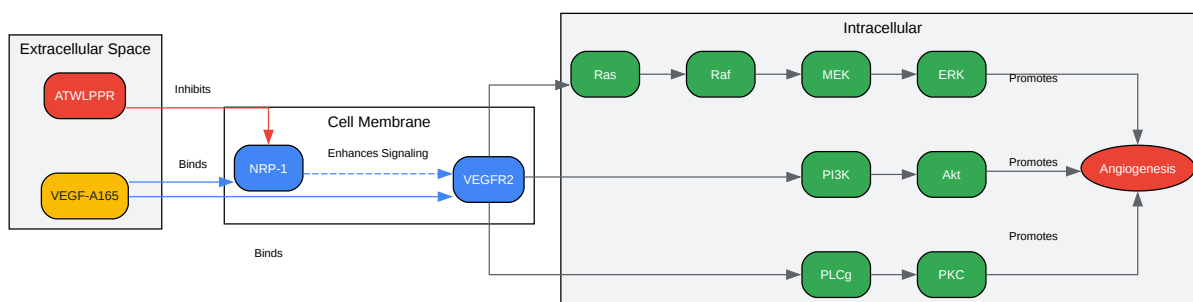 Extracellular Space
ATWLPPR
VEGF-A165
Inhibits
Binds
Binds
Cell Membrane
NRP-1
Enhances Signaling
VEGFR2
Intracellular
Ras
Raf
MEK
ERK
Promotes
PI3K
Akt
Promotes
Angiogenesis
PLCg
PKC
Promotes